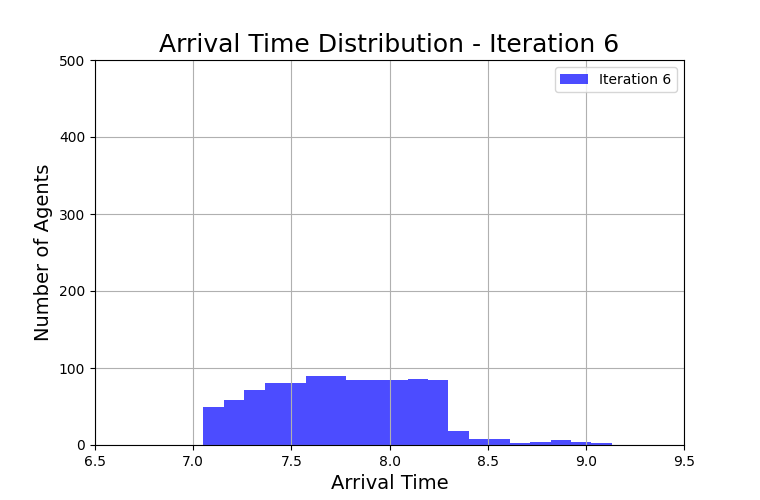 Arrival Time Distribution - Iteration 6
Iteration 6
500
400
300
200
100
0
Number of Agents
6.5 7.0 7.5 8.0 8.5 9.0 9.5
Arrival Time